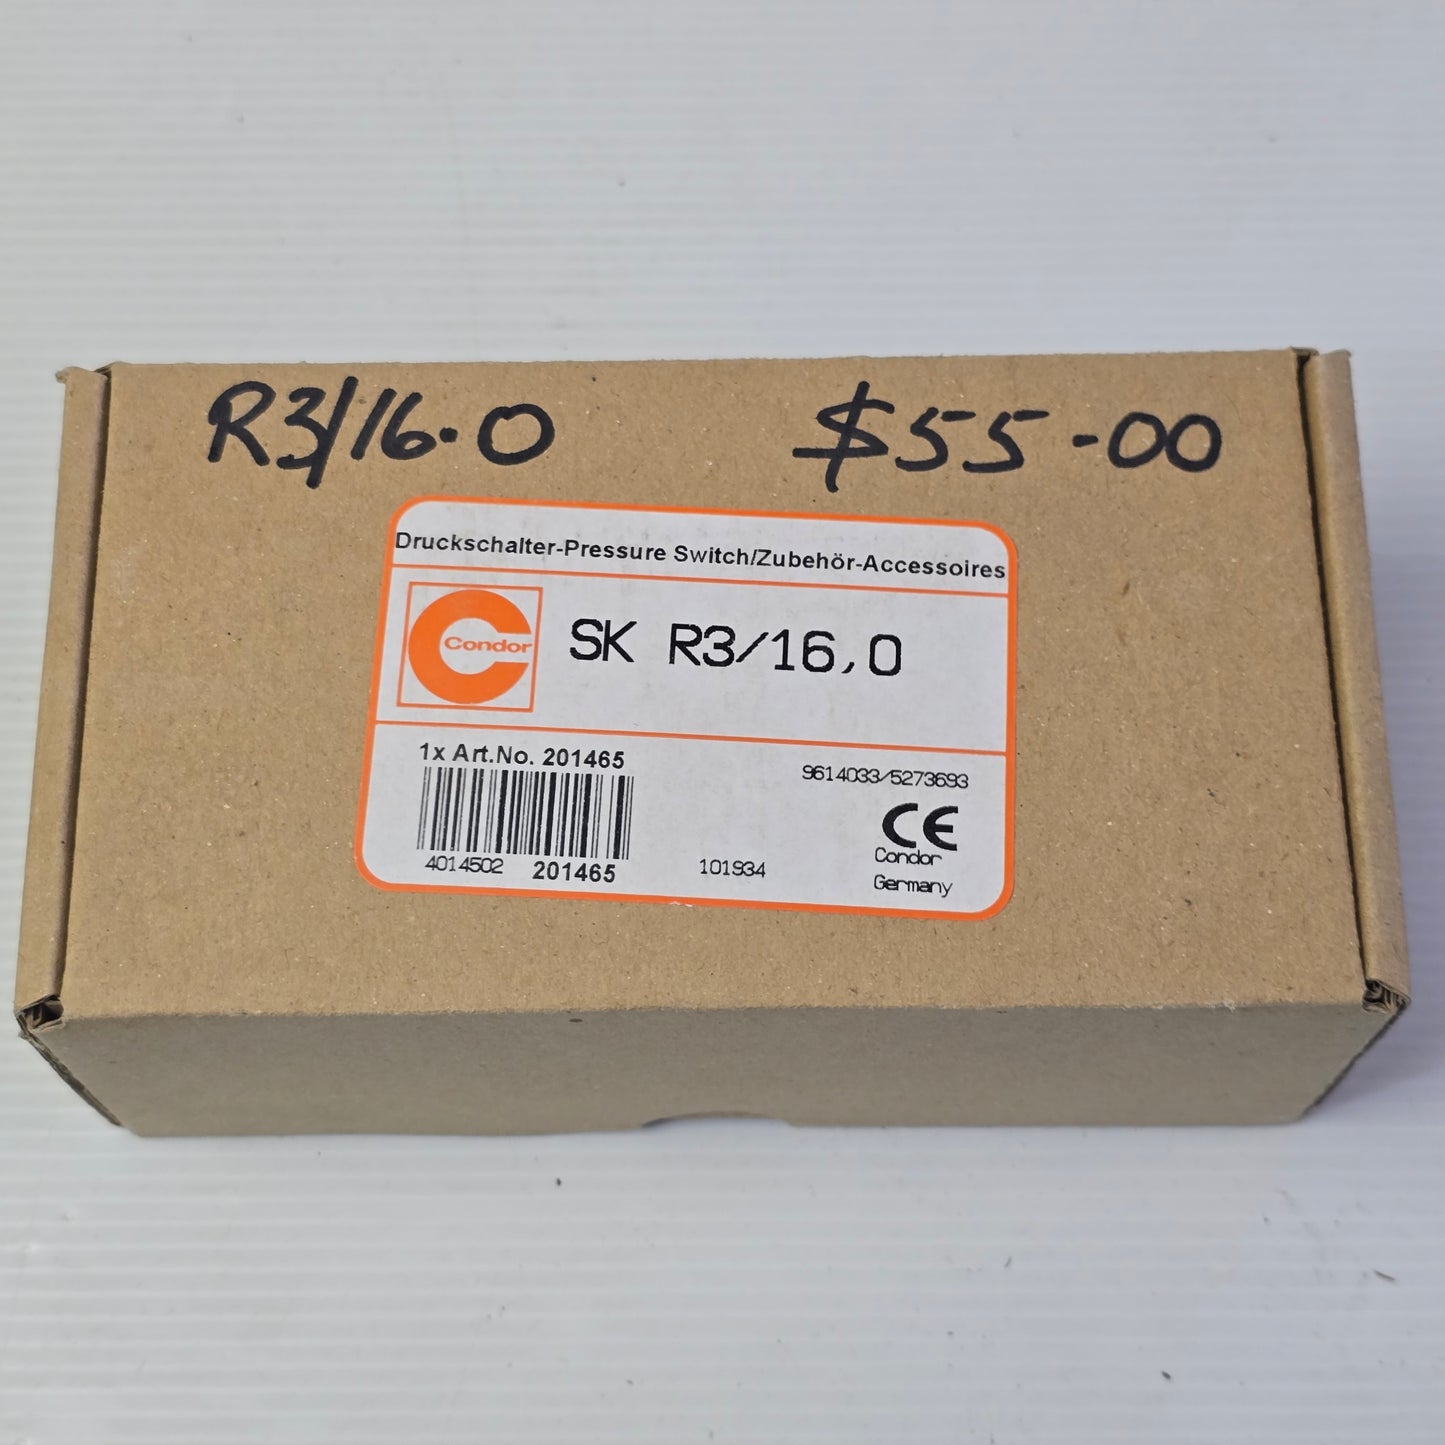 R3/16.0 $55-00
Druckschalter-Pressure Switch/Zubehör-Accessoires
Condor
SK R3/16,0
1x Art.No. 201465
9614033/5273693
CE
4014502 201465
101934
Condor
Germany